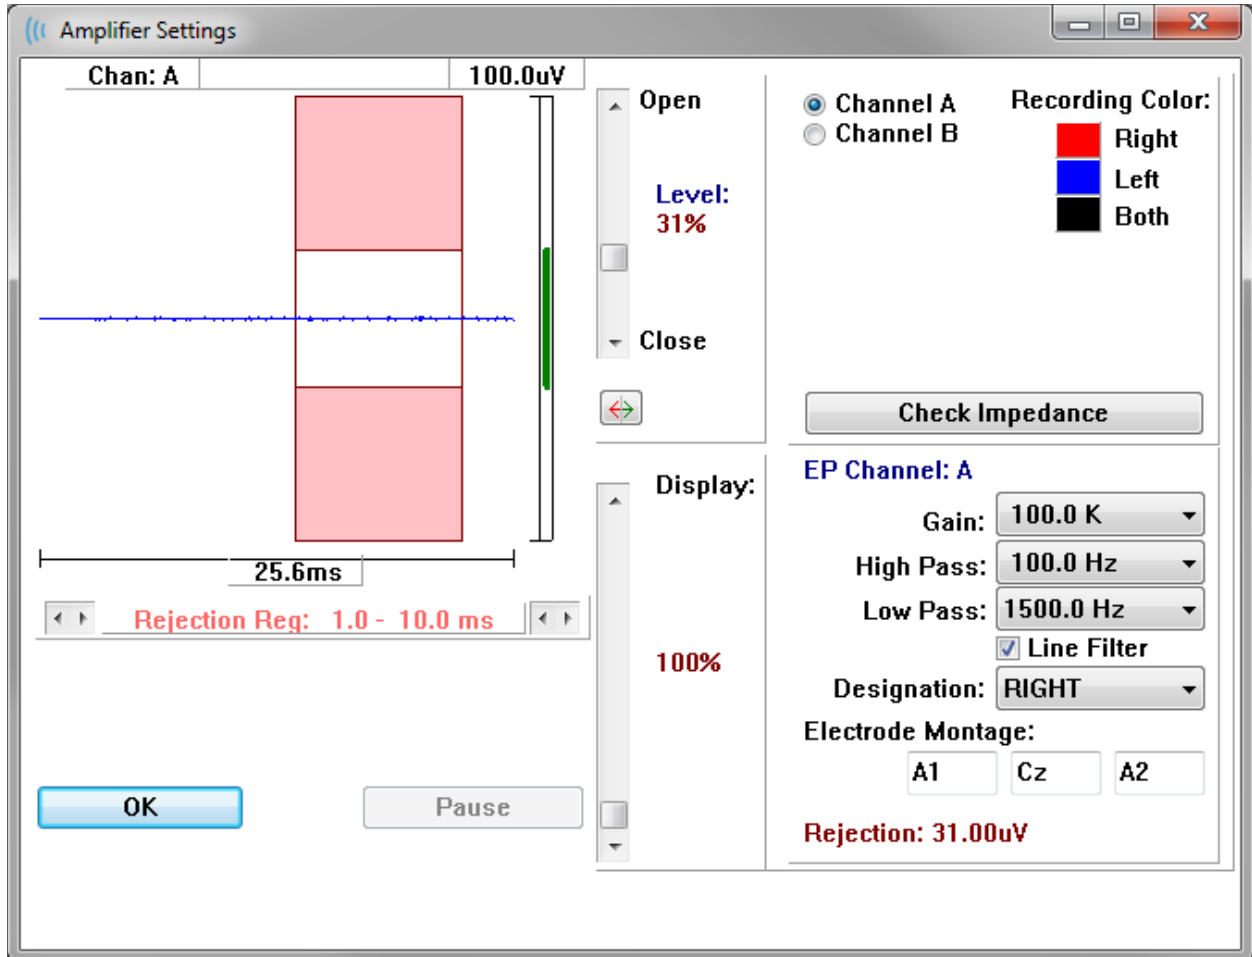 Amplifier Settings
Chan: A
100.0uV
25.6ms
Rejection Reg: 1.0 - 10.0 ms
OK
Pause
Open
Level:
31%
Close
Display:
100%
Channel A
Channel B
Recording Color:
Right
Left
Both
Check Impedance
EP Channel: A
Gain: 100.0 K
High Pass: 100.0 Hz
Low Pass: 1500.0 Hz
Line Filter
Designation: RIGHT
Electrode Montage:
A1 Cz A2
Rejection: 31.00uV